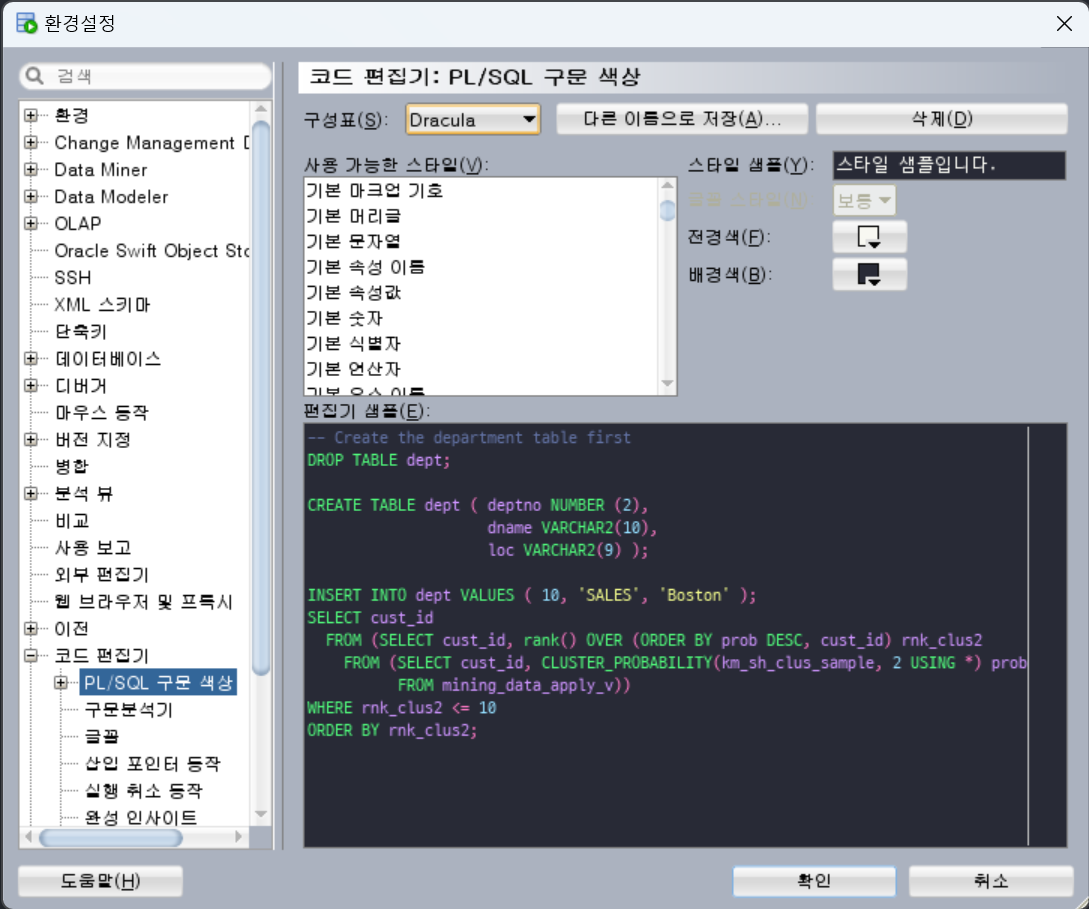 환경설정
검색
환경
Change Management D
Data Miner
Data Modeler
OLAP
Oracle Swift Object Sto
SSH
XML 스키마
단축키
데이터베이스
디버거
마우스 동작
버전 지정
병합
분석 뷰
비교
사용 보고
외부 편집기
웹 브라우저 및 프록시
이전
코드 편집기
PL/SQL 구문 색상
구문분석기
글꼴
삽입 포인터 동작
실행 취소 동작
완성 인사이트
코드 편집기: PL/SQL 구문 색상
구성표(S): Dracula 다른 이름으로 저장(A)... 삭제(D)
사용 가능한 스타일(V):
기본 마크업 기호
기본 머리글
기본 문자열
기본 속성 이름
기본 속성값
기본 숫자
기본 식별자
기본 연산자
기본 요소 이름
스타일 샘플(Y): 스타일 샘플입니다.
글꼴 스타일(N): 보통
전경색(F):
배경색(B):
편집기 샘플(E):
-- Create the department table first
DROP TABLE dept;
CREATE TABLE dept ( deptno NUMBER (2),
dname VARCHAR2(10),
loc VARCHAR2(9) );
INSERT INTO dept VALUES ( 10, 'SALES', 'Boston' );
SELECT cust_id
FROM (SELECT cust_id, rank() OVER (ORDER BY prob DESC, cust_id) rnk_clus2
FROM (SELECT cust_id, CLUSTER_PROBABILITY(km_sh_clus_sample, 2 USING *) prob
FROM mining_data_apply_v))
WHERE rnk_clus2 <= 10
ORDER BY rnk_clus2;
도움말(H) 확인 취소